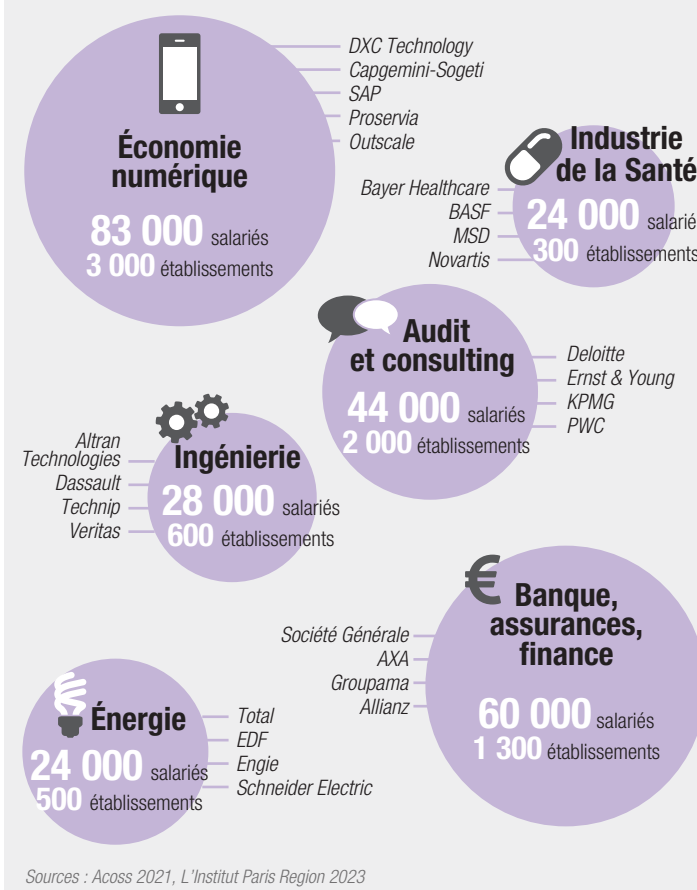 DXC Technology
Capgemini-Sogeti
SAP
Proservia
Outscale
Économie
numérique
83 000 salariés
3 000 établissements
Industrie
de la Santé
Bayer Healthcare
BASF
MSD
Novartis
24 000 salarié
300 établissements
Audit
et consulting
44 000 salariés
2 000 établissements
Deloitte
Ernst & Young
KPMG
PWC
Altran
Technologies
Dassault
Technip
Veritas
Ingénierie
28 000 salariés
600 établissements
€
Banque,
assurances,
finance
Société Générale
AXA
Groupama
Allianz
60 000 salariés
1 300 établissements
Énergie
24 000 salariés
500 établissements
Total
EDF
Engie
Schneider Electric
Sources : Acoss 2021, L'Institut Paris Region 2023